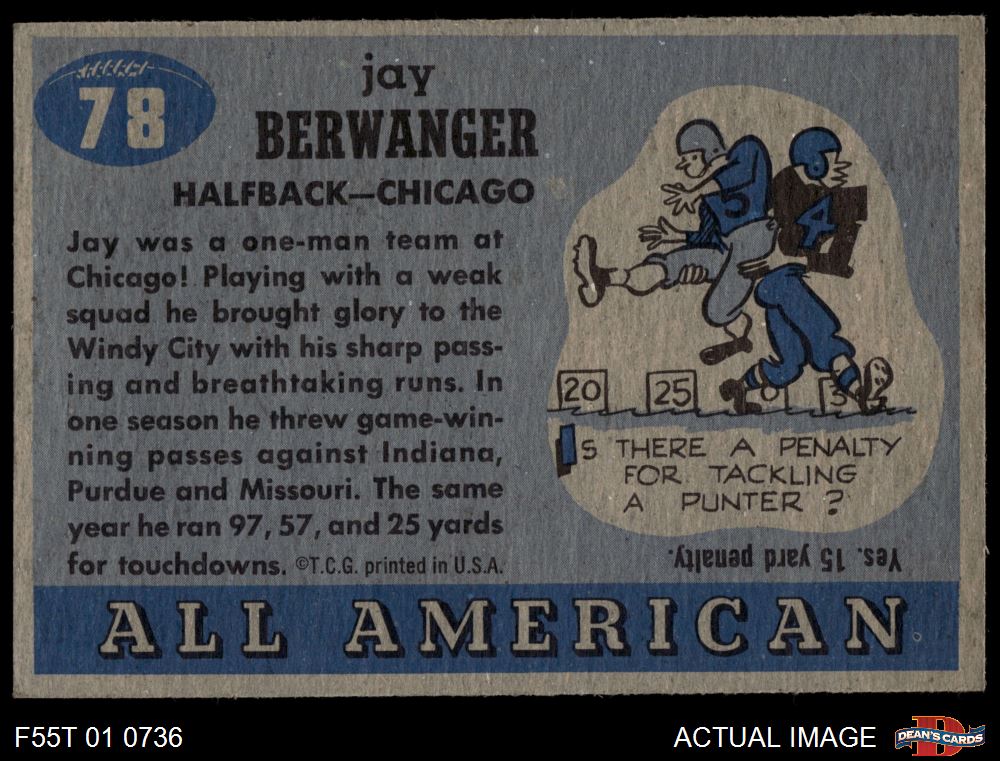 78
jay
BERWANGER
HALFBACK—CHICAGO
Jay was a one-man team at
Chicago! Playing with a weak
squad he brought glory to the
Windy City with his sharp pass-
ing and breathtaking runs. In
one season he threw game-win-
ning passes against Indiana,
Purdue and Missouri. The same
year he ran 97, 57, and 25 yards
for touchdowns. ©T.C.G. printed in U.S.A.
5
4
20 25 3
IS THERE A PENALTY
FOR TACKLING
A PUNTER ?
Yes. 15 yard penalty.
ALL AMERICAN
F55T 01 0736
ACTUAL IMAGE
D
DEAN'S CARDS